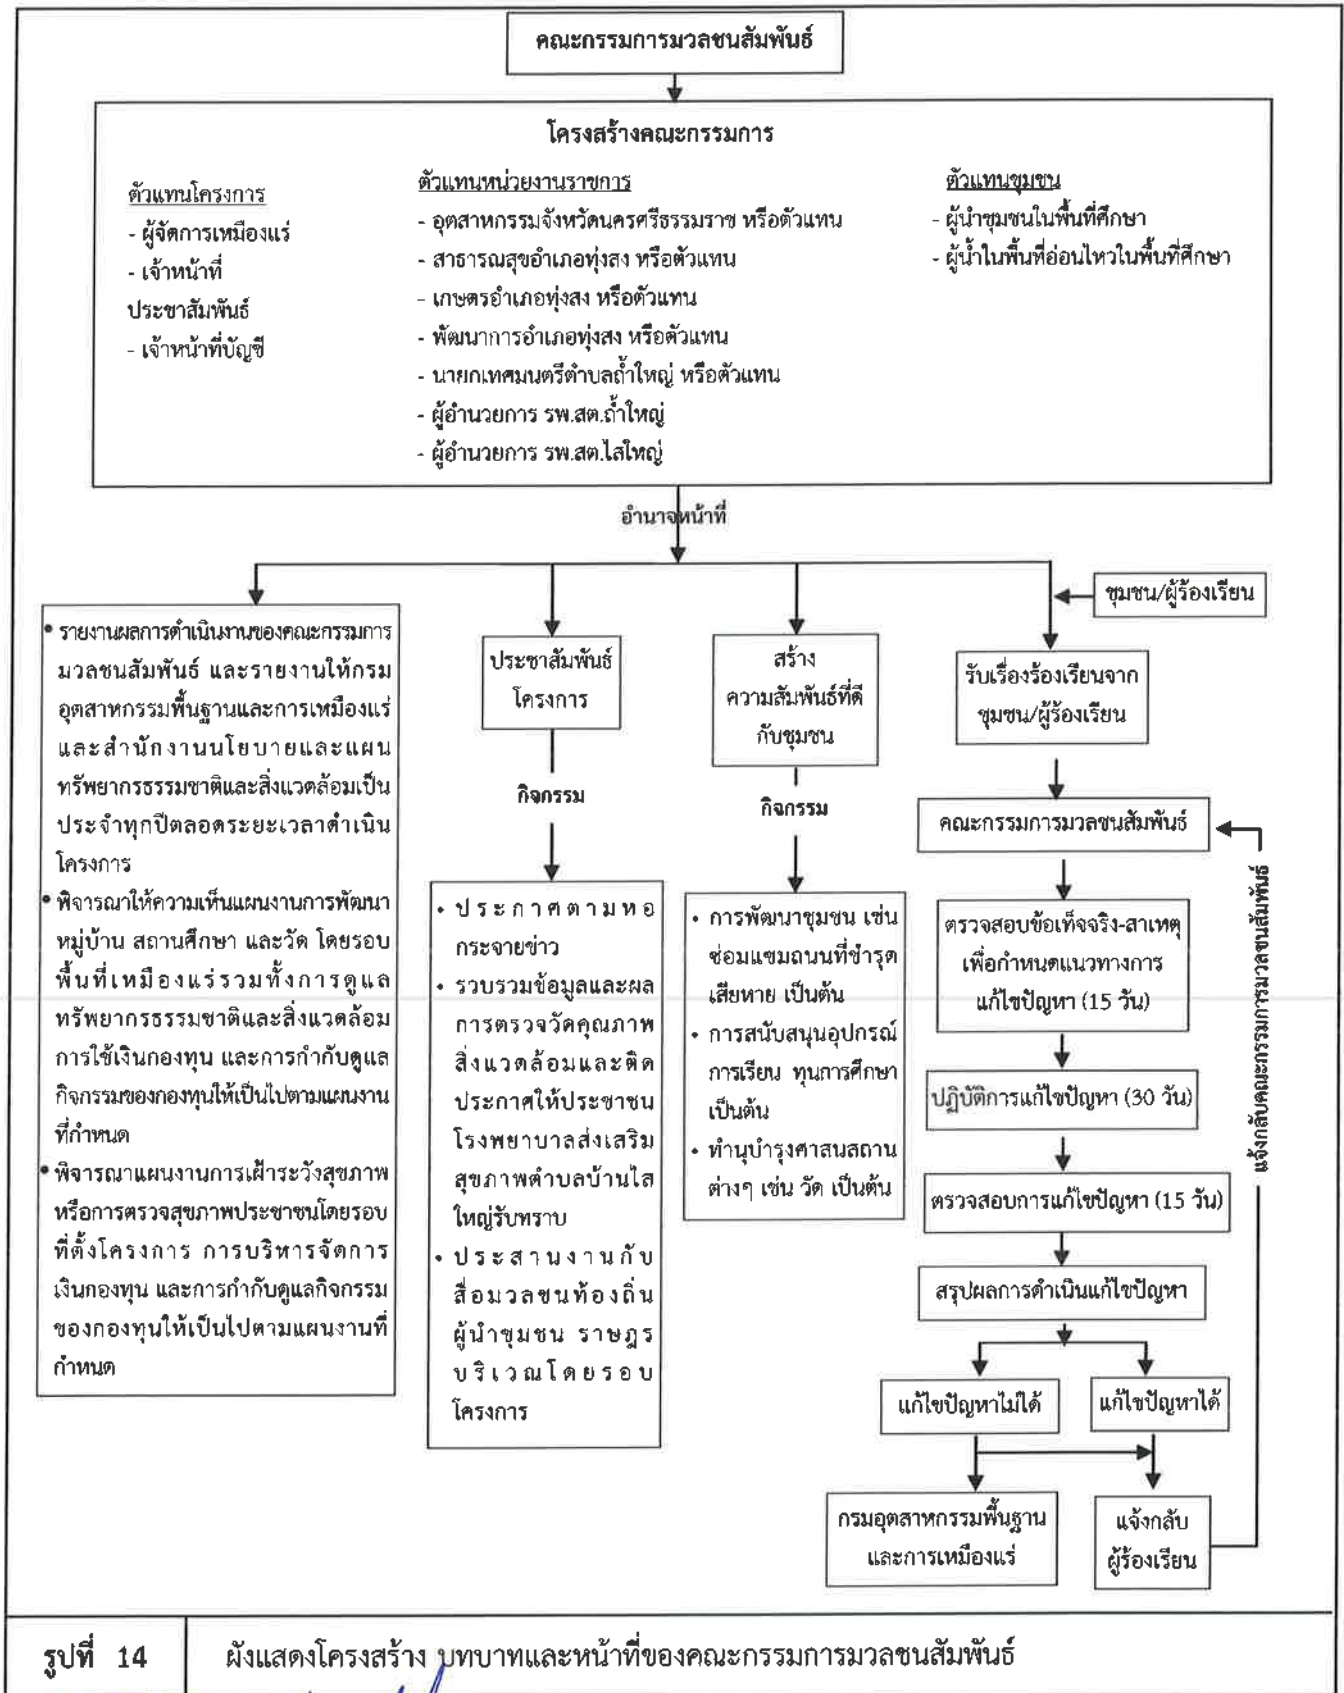 คณะกรรมการมวลชนสัมพันธ์
โครงสร้างคณะกรรมการ
ตัวแทนโครงการ
- ผู้จัดการเหมืองแร่
- เจ้าหน้าที่
ประชาสัมพันธ์
- เจ้าหน้าที่บัญชี
ตัวแทนหน่วยงานราชการ
- อุตสาหกรรมจังหวัดนครศรีธรรมราช หรือตัวแทน
- สาธารณสุขอำเภอทุ่งสง หรือตัวแทน
- เกษตรอำเภอทุ่งสง หรือตัวแทน
- พัฒนาการอำเภอทุ่งสง หรือตัวแทน
- นายกเทศมนตรีตำบลถ้ำใหญ่ หรือตัวแทน
- ผู้อำนวยการ รพ.สต.ถ้ำใหญ่
- ผู้อำนวยการ รพ.สต.ไสใหญ่
ตัวแทนชุมชน
- ผู้นำชุมชนในพื้นที่ศึกษา
- ผู้นำในพื้นที่อ่อนไหวในพื้นที่ศึกษา
อำนาจหน้าที่
• รายงานผลการดำเนินงานของคณะกรรมการ
มวลชนสัมพันธ์ และรายงานให้กรม
อุตสาหกรรมพื้นฐานและการเหมืองแร่
และสำนักงานนโยบายและแผน
ทรัพยากรธรรมชาติและสิ่งแวดล้อมเป็น
ประจำทุกปีตลอดระยะเวลาดำเนิน
โครงการ
• พิจารณาให้ความเห็นแผนงานการพัฒนา
หมู่บ้าน สถานศึกษา และวัด โดยรอบ
พื้นที่เหมืองแร่รวมทั้งการดูแล
ทรัพยากรธรรมชาติและสิ่งแวดล้อม
การใช้เงินกองทุน และการกำกับดูแล
กิจกรรมของกองทุนให้เป็นไปตามแผนงาน
ที่กำหนด
• พิจารณาแผนงานการเฝ้าระวังสุขภาพ
หรือการตรวจสุขภาพประชาชนโดยรอบ
ที่ตั้งโครงการ การบริหารจัดการ
เงินกองทุน และการกำกับดูแลกิจกรรม
ของกองทุนให้เป็นไปตามแผนงานที่
กำหนด
ประชาสัมพันธ์
โครงการ
กิจกรรม
• ประกาศตามหอ
กระจายข่าว
• รวบรวมข้อมูลและผล
การตรวจวัดคุณภาพ
สิ่งแวดล้อมและติด
ประกาศให้ประชาชน
โรงพยาบาลส่งเสริม
สุขภาพตำบลบ้านไส
ใหญ่รับทราบ
• ประสานงานกับ
สื่อมวลชนท้องถิ่น
ผู้นำชุมชน ราษฎร
บริเวณโดยรอบ
โครงการ
สร้าง
ความสัมพันธ์ที่ดี
กับชุมชน
กิจกรรม
• การพัฒนาชุมชน เช่น
ซ่อมแซมถนนที่ชำรุด
เสียหาย เป็นต้น
• การสนับสนุนอุปกรณ์
การเรียน ทุนการศึกษา
เป็นต้น
• ทำนุบำรุงศาสนสถาน
ต่างๆ เช่น วัด เป็นต้น
ชุมชน/ผู้ร้องเรียน
รับเรื่องร้องเรียนจาก
ชุมชน/ผู้ร้องเรียน
คณะกรรมการมวลชนสัมพันธ์
ตรวจสอบข้อเท็จจริง-สาเหตุ
เพื่อกำหนดแนวทางการ
แก้ไขปัญหา (15 วัน)
ปฏิบัติการแก้ไขปัญหา (30 วัน)
ตรวจสอบการแก้ไขปัญหา (15 วัน)
สรุปผลการดำเนินแก้ไขปัญหา
แก้ไขปัญหาไม่ได้
แก้ไขปัญหาได้
กรมอุตสาหกรรมพื้นฐาน
และการเหมืองแร่
แจ้งกลับ
ผู้ร้องเรียน
แจ้งกลับคณะกรรมการมวลชนสัมพันธ์
รูปที่ 14
ผังแสดงโครงสร้าง บทบาทและหน้าที่ของคณะกรรมการมวลชนสัมพันธ์